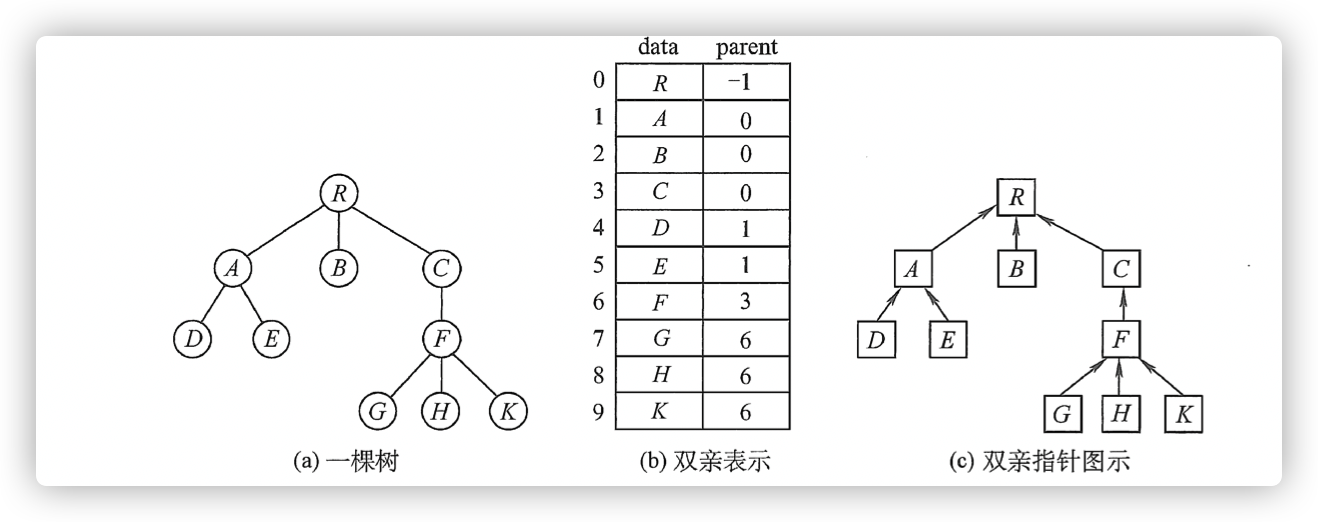 data parent
0 R −1
1 A 0
2 B 0
3 C 0
4 D 1
5 E 1
6 F 3
7 G 6
8 H 6
9 K 6
R
A B C
D E F
G H K
R
A B C
D E F
G H K
(a) 一棵树
(b) 双亲表示
(c) 双亲指针图示